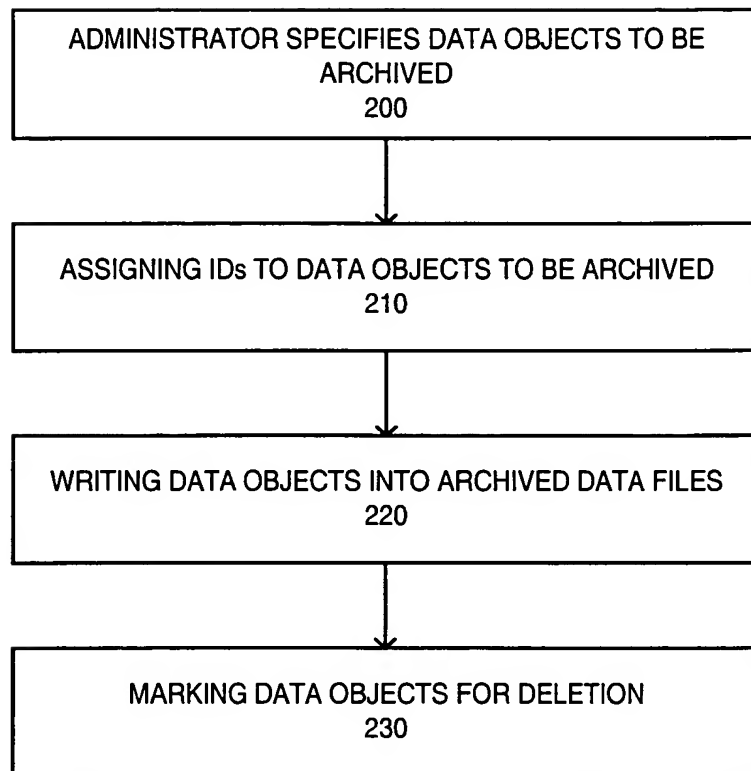 ADMINISTRATOR SPECIFIES DATA OBJECTS TO BE
ARCHIVED
200
ASSIGNING IDs TO DATA OBJECTS TO BE ARCHIVED
210
WRITING DATA OBJECTS INTO ARCHIVED DATA FILES
220
MARKING DATA OBJECTS FOR DELETION
230